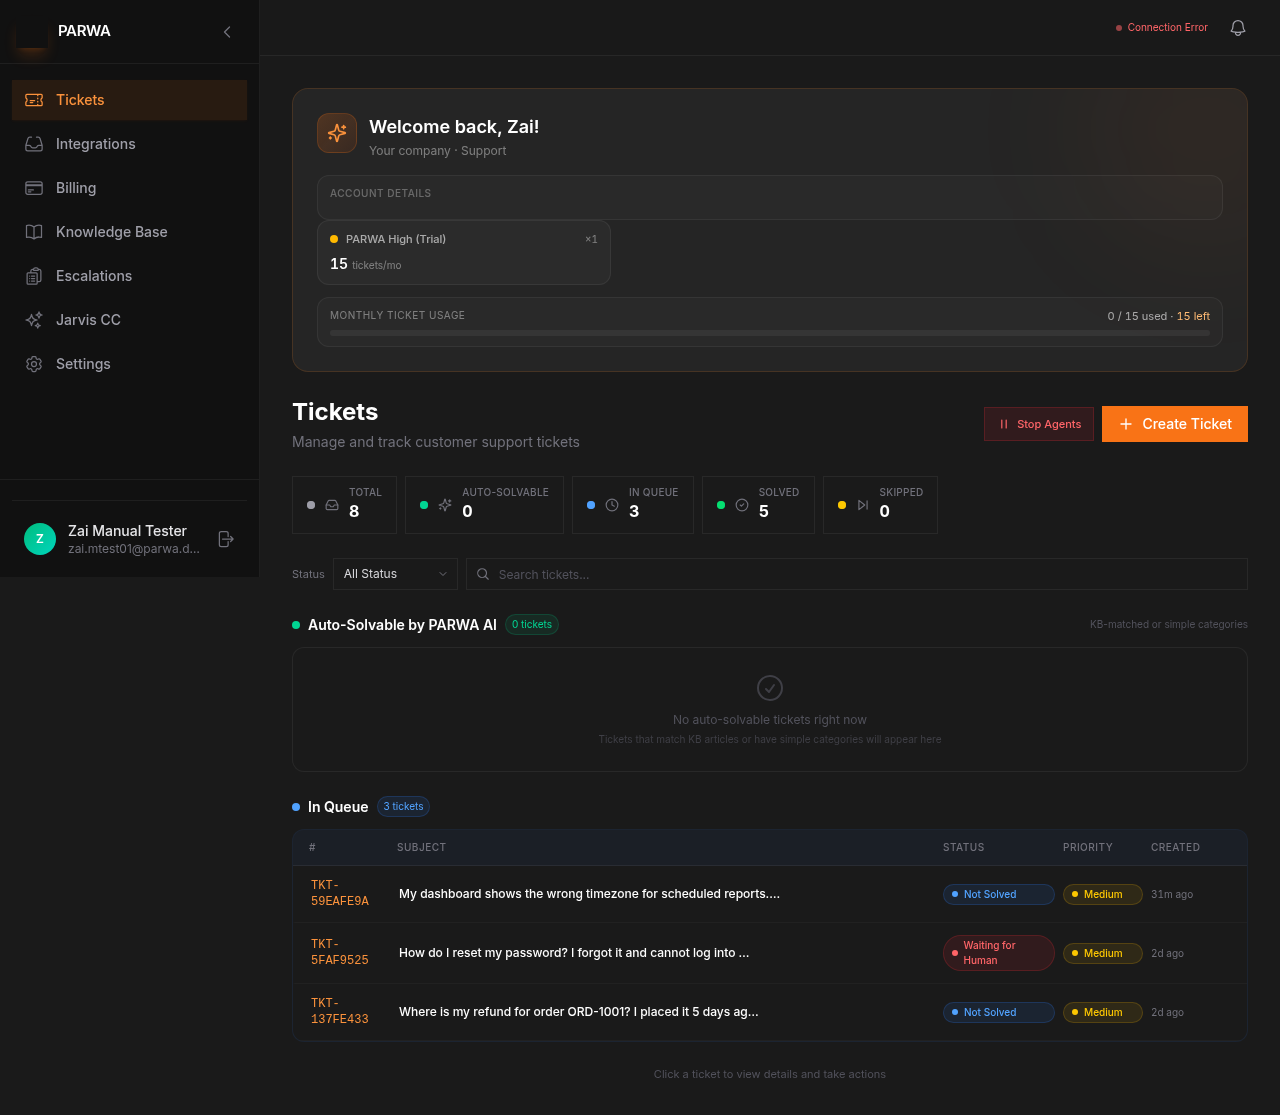 PARWA
Connection Error
Tickets
Integrations
Billing
Knowledge Base
Escalations
Jarvis CC
Settings
Z
Zai Manual Tester
zai.mtest01@parwa.d...
Welcome back, Zai!
Your company · Support
ACCOUNT DETAILS
PARWA High (Trial) ×1
15 tickets/mo
MONTHLY TICKET USAGE 0 / 15 used · 15 left
Tickets
Manage and track customer support tickets
Stop Agents
Create Ticket
TOTAL
8
AUTO-SOLVABLE
0
IN QUEUE
3
SOLVED
5
SKIPPED
0
Status All Status Search tickets...
Auto-Solvable by PARWA AI 0 tickets KB-matched or simple categories
No auto-solvable tickets right now
Tickets that match KB articles or have simple categories will appear here
In Queue 3 tickets
# SUBJECT STATUS PRIORITY CREATED
TKT-
59EAFE9A
My dashboard shows the wrong timezone for scheduled reports.... Not Solved Medium 31m ago
TKT-
5FAF9525
How do I reset my password? I forgot it and cannot log into ...
Waiting for
Human
Medium 2d ago
TKT-
137FE433
Where is my refund for order ORD-1001? I placed it 5 days ag... Not Solved Medium 2d ago
Click a ticket to view details and take actions